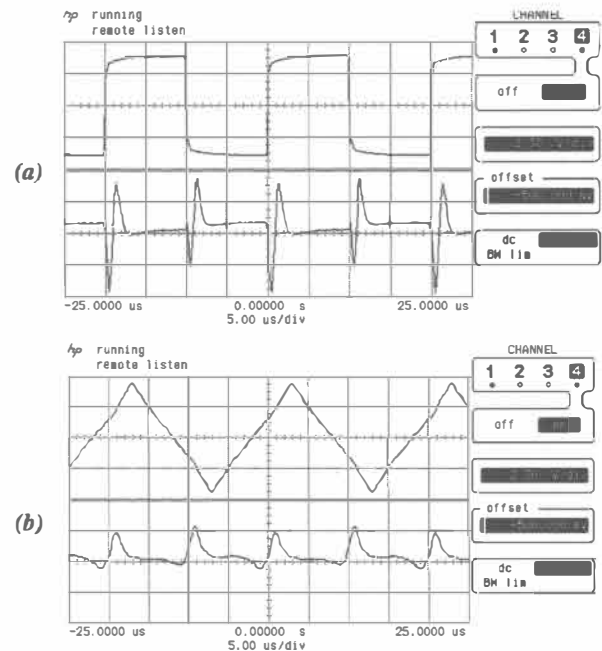 hp running
remote listen
CHANNEL
1 2 3 4
off
offset
dc
BW lim
(a)
-25.0000 us 0.00000 s 25.0000 us
5.00 us/div
hp running
remote listen
CHANNEL
1 2 3 4
off
offset
dc
BW lim
(b)
-25.0000 us 0.00000 s 25.0000 us
5.00 us/div